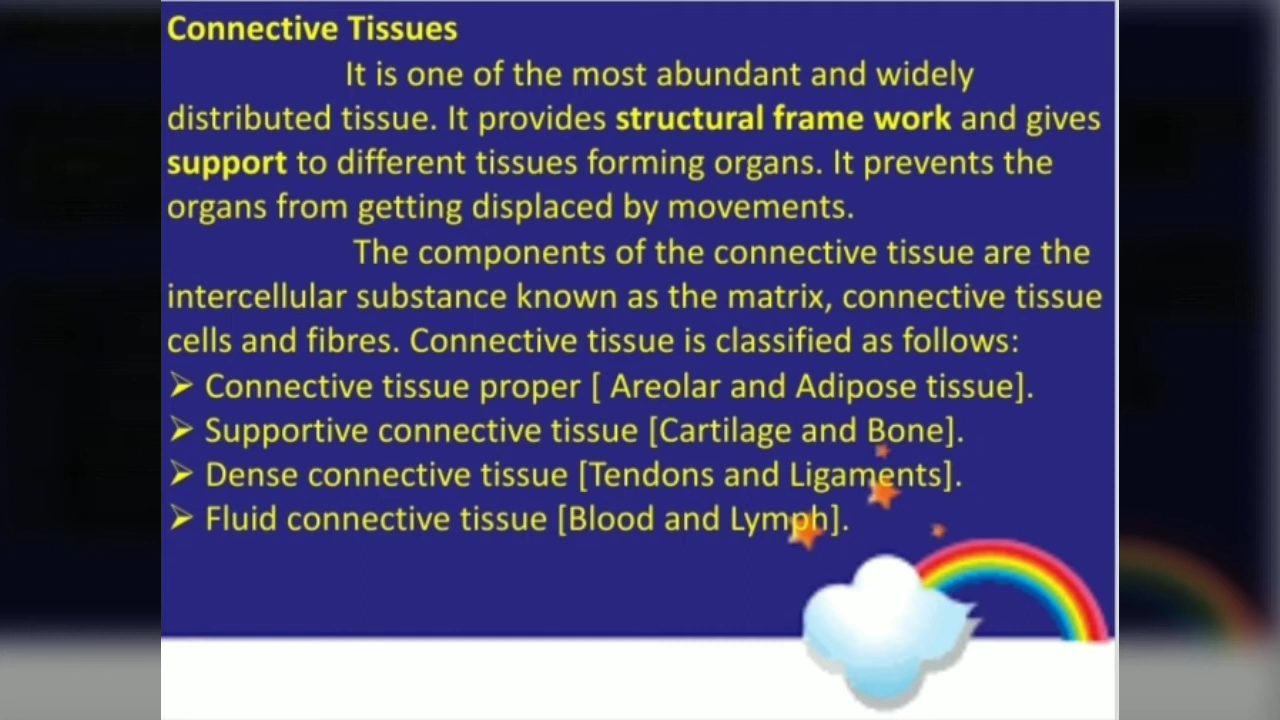 Connective Tissues
It is one of the most abundant and widely
distributed tissue. It provides structural frame work and gives
support to different tissues forming organs. It prevents the
organs from getting displaced by movements.
The components of the connective tissue are the
intercellular substance known as the matrix, connective tissue
cells and fibres. Connective tissue is classified as follows:
➢ Connective tissue proper [ Areolar and Adipose tissue].
➢ Supportive connective tissue [Cartilage and Bone].
➢ Dense connective tissue [Tendons and Ligaments].
➢ Fluid connective tissue [Blood and Lymph].